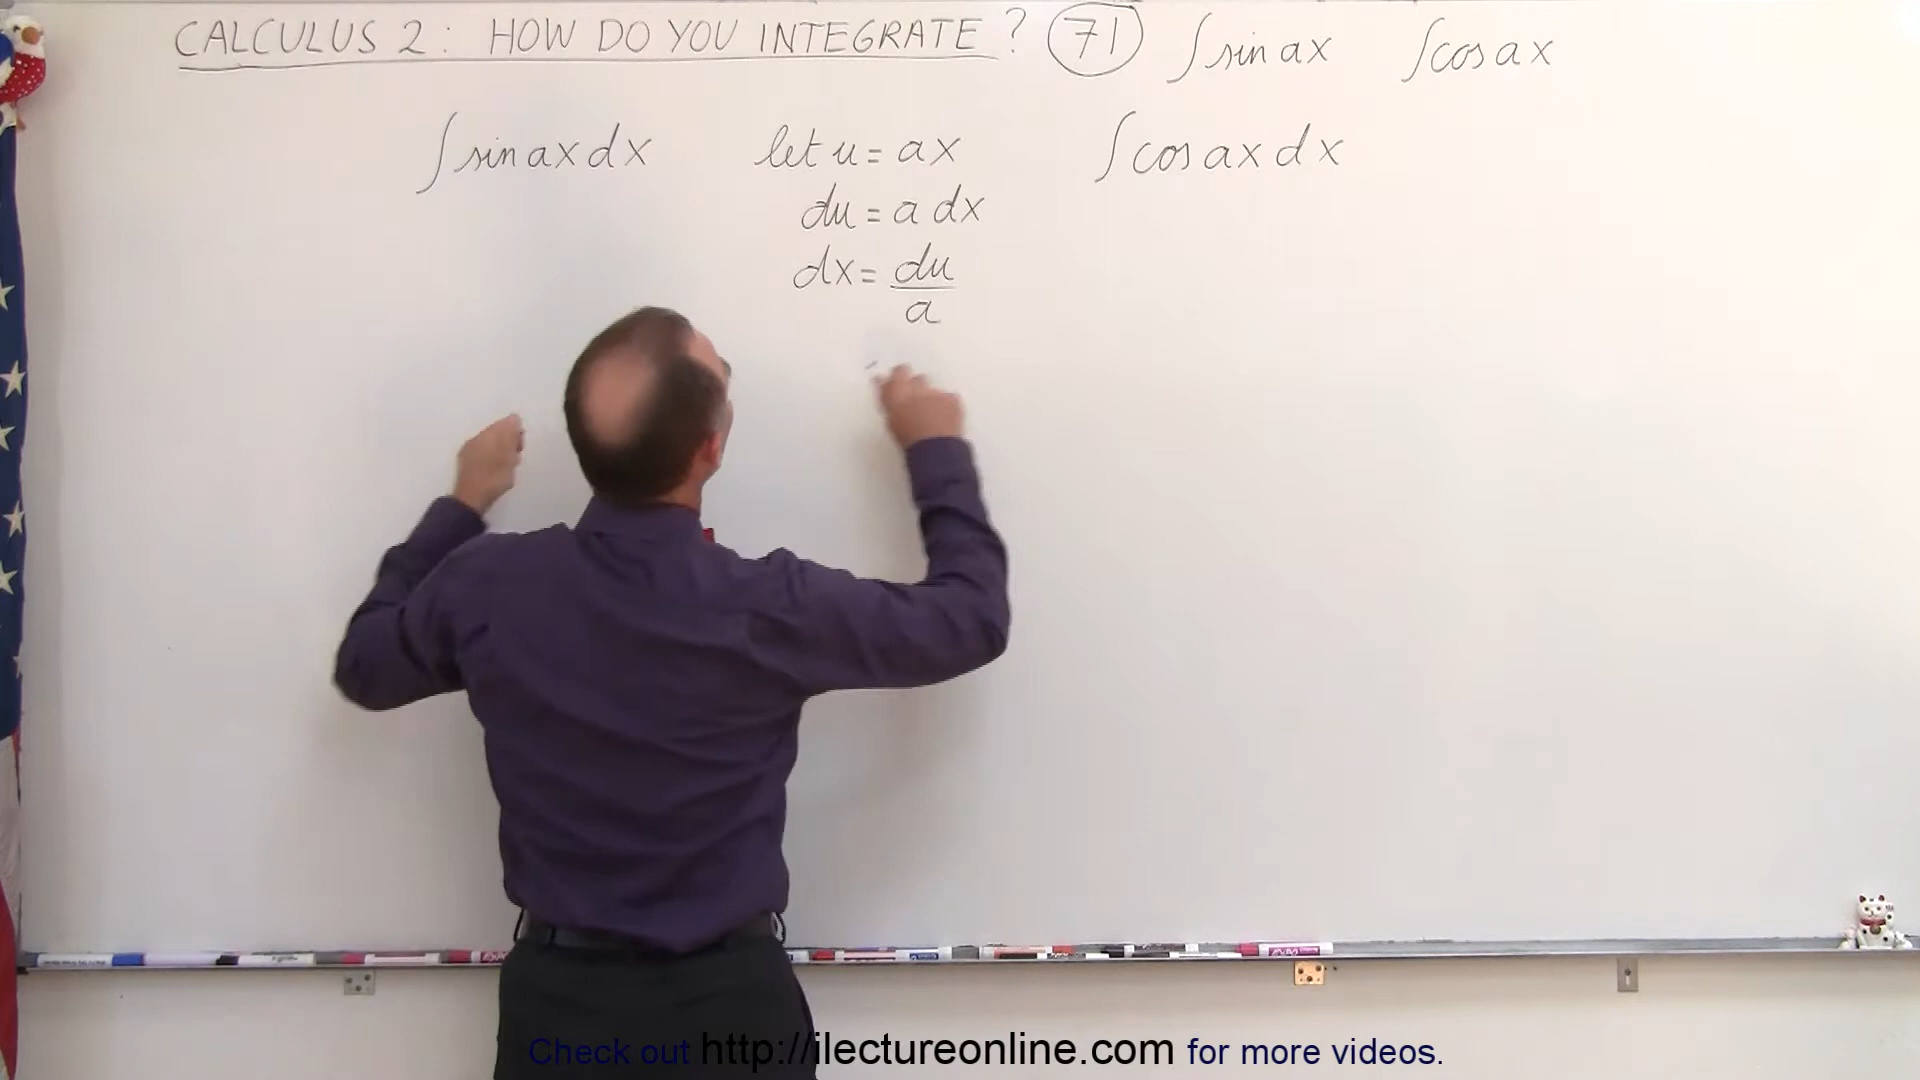 CALCULUS 2: HOW DO YOU INTEGRATE? 71 ∫sin ax ∫cos ax
∫sin ax dx let u = ax ∫cos ax dx
du = a dx
dx = du/a
Check out http://ilectureonline.com for more videos.